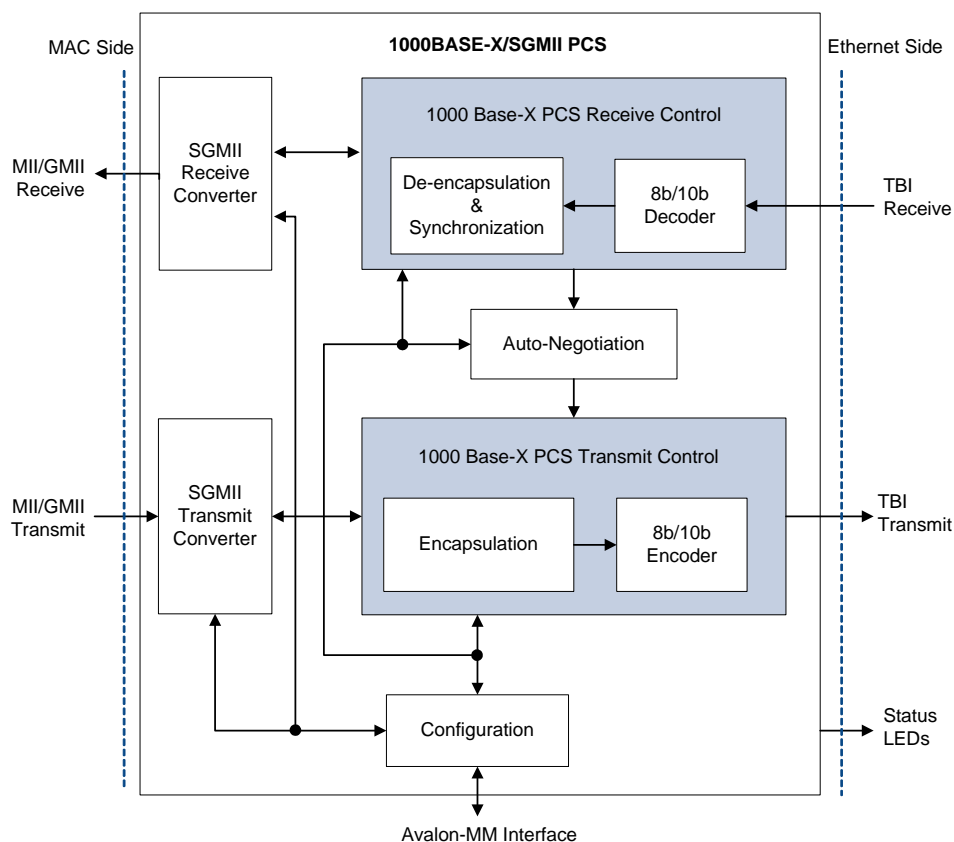 1000BASE-X/SGMII PCS
MAC Side
Ethernet Side
1000 Base-X PCS Receive Control
SGMII
Receive
Converter
MII/GMII
Receive
De-encapsulation
&
Synchronization
8b/10b
Decoder
TBI
Receive
Auto-Negotiation
1000 Base-X PCS Transmit Control
SGMII
Transmit
Converter
MII/GMII
Transmit
Encapsulation
8b/10b
Encoder
TBI
Transmit
Configuration
Status
LEDs
Avalon-MM Interface